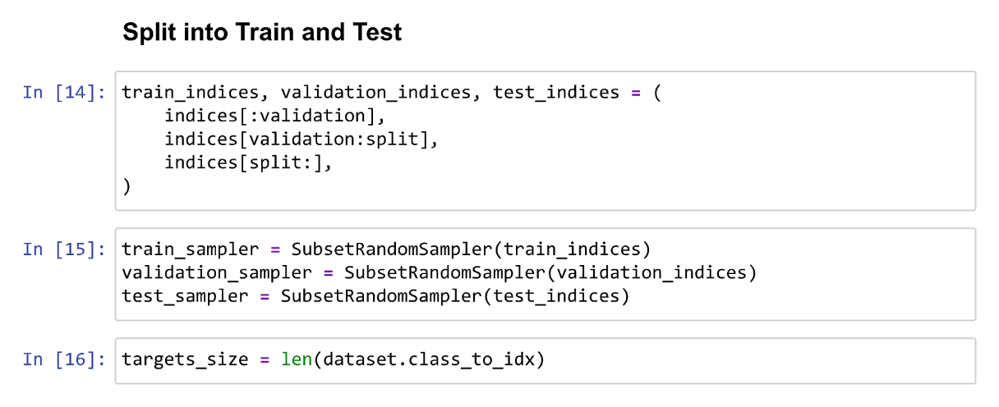 Split into Train and Test
In [14]: train_indices, validation_indices, test_indices = (
    indices[:validation],
    indices[validation:split],
    indices[split:],
)
In [15]: train_sampler = SubsetRandomSampler(train_indices)
validation_sampler = SubsetRandomSampler(validation_indices)
test_sampler = SubsetRandomSampler(test_indices)
In [16]: targets_size = len(dataset.class_to_idx)